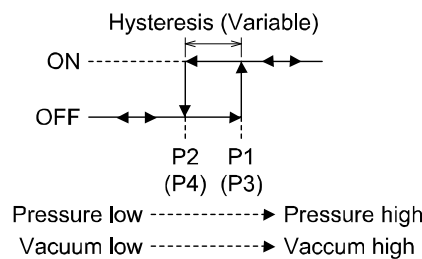 Hysteresis (Variable)
ON
OFF
P2 P1
(P4) (P3)
Pressure low Pressure high
Vacuum low Vaccum high